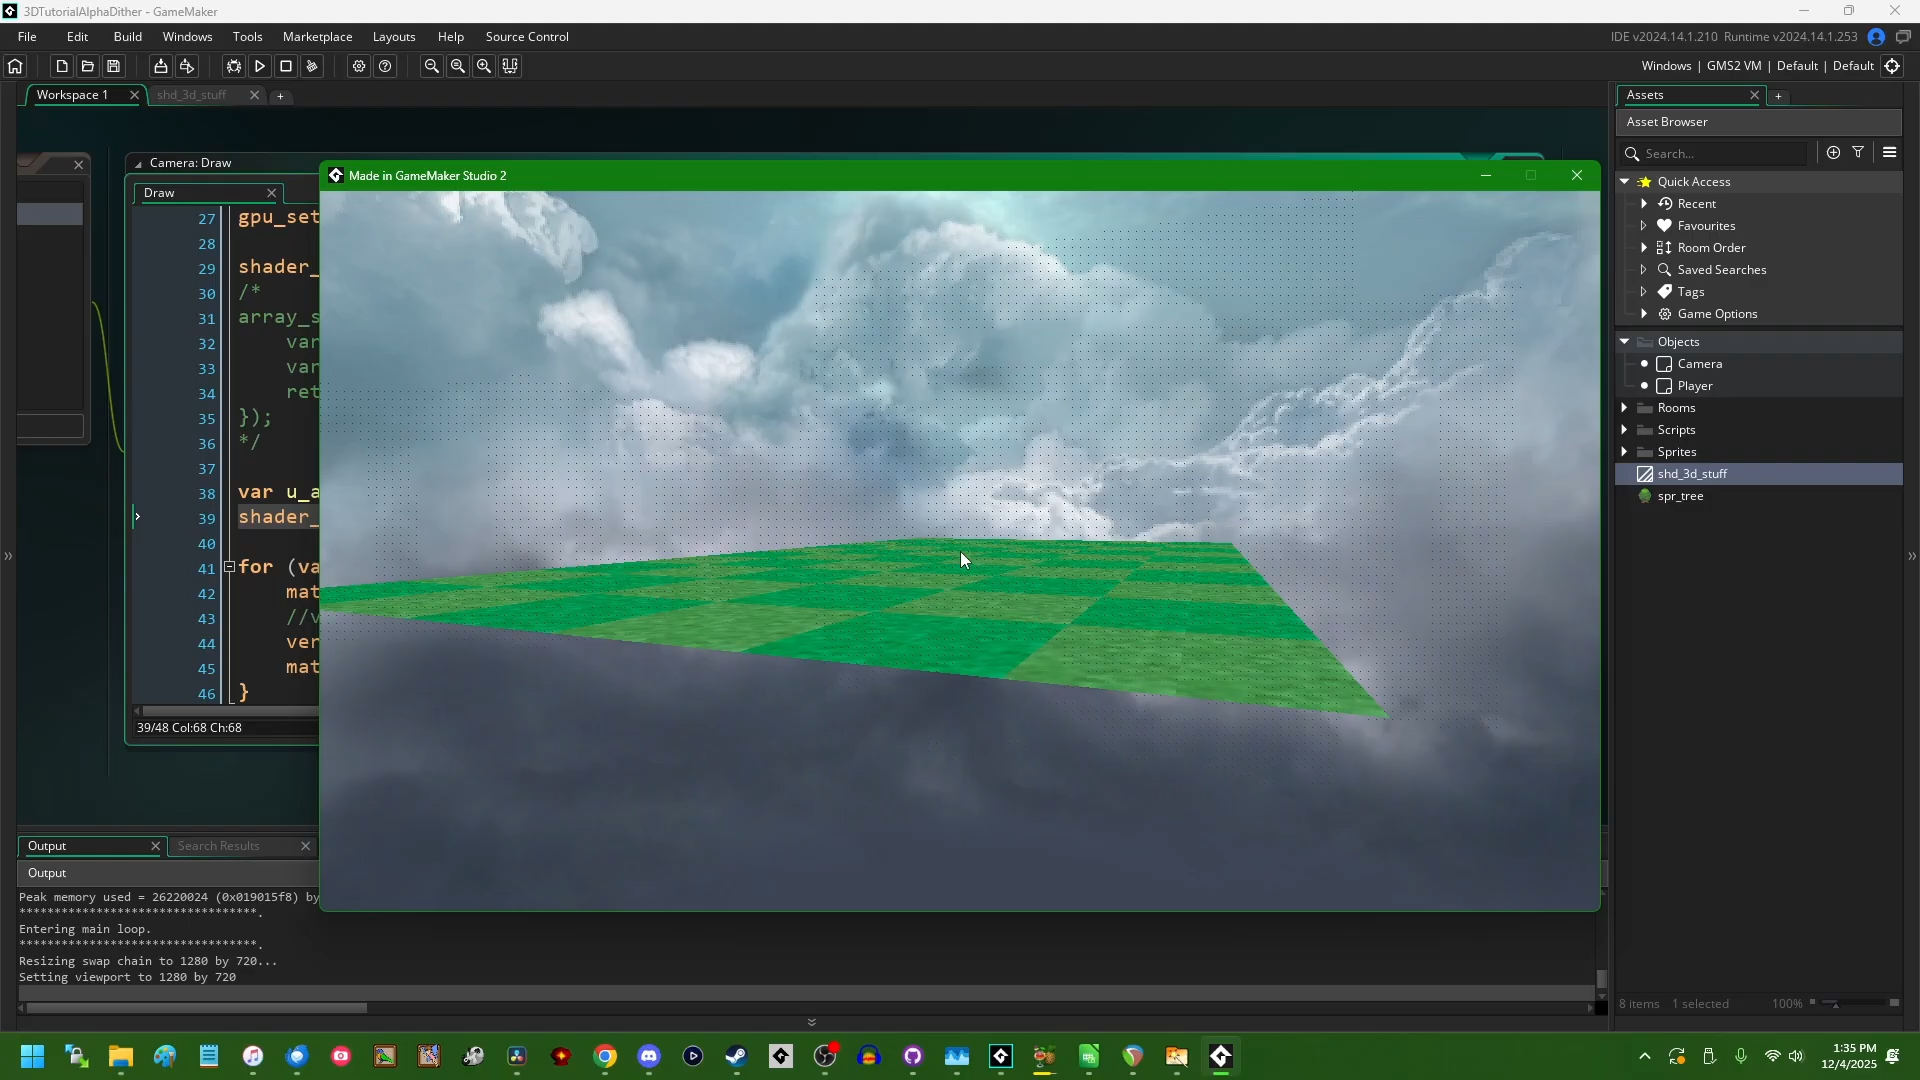 3DTutorialAlphaDither - GameMaker
File Edit Build Windows Tools Marketplace Layouts Help Source Control
IDE v2024.14.1.210 Runtime v2024.14.1.253
Windows | GMS2 VM | Default | Default
Workspace 1
shd_3d_stuff
Assets
Asset Browser
Search...
Quick Access
Recent
Favourites
Room Order
Saved Searches
Tags
Game Options
Objects
Camera
Player
Rooms
Scripts
Sprites
shd_3d_stuff
spr_tree
8 items 1 selected 100%
Camera: Draw
Draw
Made in GameMaker Studio 2
27 gpu_set
28
29 shader_
30 /*
31 array_s
32 var
33 var
34 ret
35 });
36 */
37
38 var u_a
39 shader_
40
41 for (va
42 mat
43 //v
44 ver
45 mat
46 }
39/48 Col:68 Ch:68
Output
Search Results
Output
Peak memory used = 26220024 (0x019015f8) by
**********************************.
Entering main loop.
**********************************.
Resizing swap chain to 1280 by 720...
Setting viewport to 1280 by 720
1:35 PM
12/4/2025